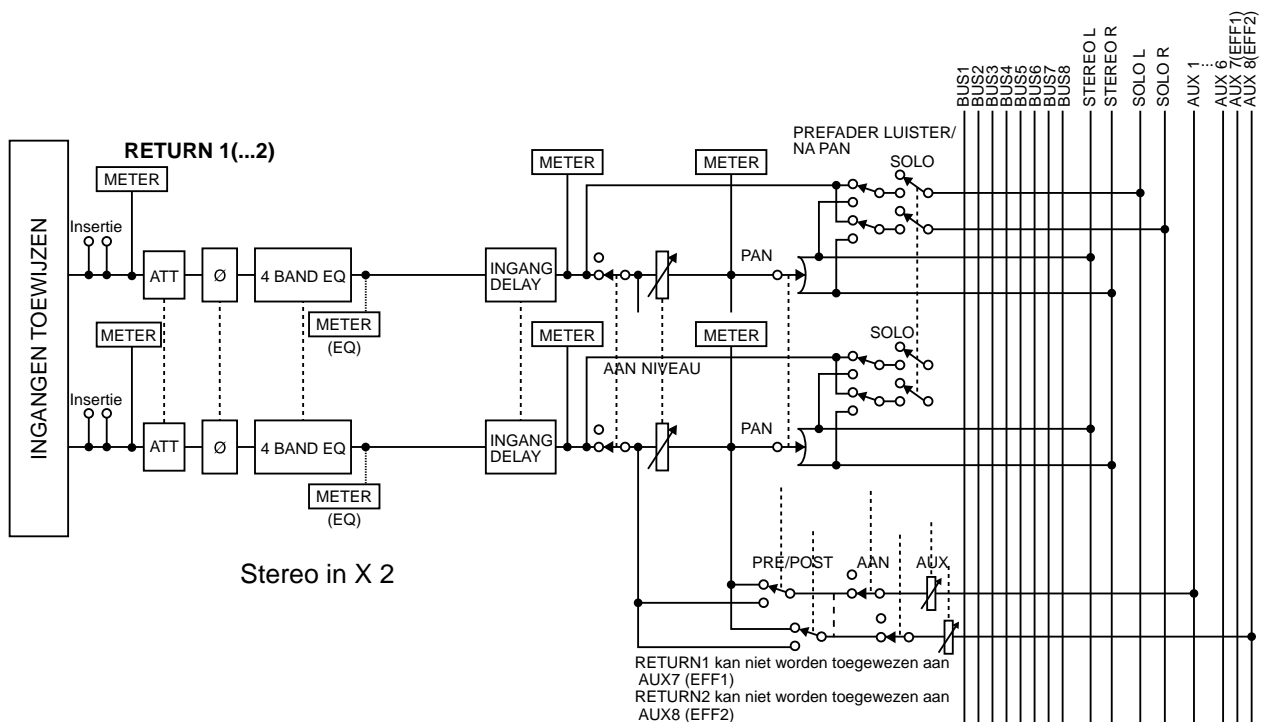 BUS1
BUS2
BUS3
BUS4
BUS5
BUS6
BUS7
BUS8
STEREO L
STEREO R
SOLO L
SOLO R
AUX 1
...
AUX 6
AUX 7(EFF1)
AUX 8(EFF2)
INGANGEN TOEWIJZEN
RETURN 1(...2)
METER
Insertie
ATT
Ø
4 BAND EQ
METER
(EQ)
INGANG
DELAY
METER
METER
PAN
PREFADER LUISTER/
NA PAN
SOLO
METER
Insertie
ATT
Ø
4 BAND EQ
METER
(EQ)
INGANG
DELAY
METER
AAN NIVEAU
METER
PAN
SOLO
Stereo in X 2
PRE/POST
AAN
AUX
RETURN1 kan niet worden toegewezen aan
AUX7 (EFF1)
RETURN2 kan niet worden toegewezen aan
AUX8 (EFF2)